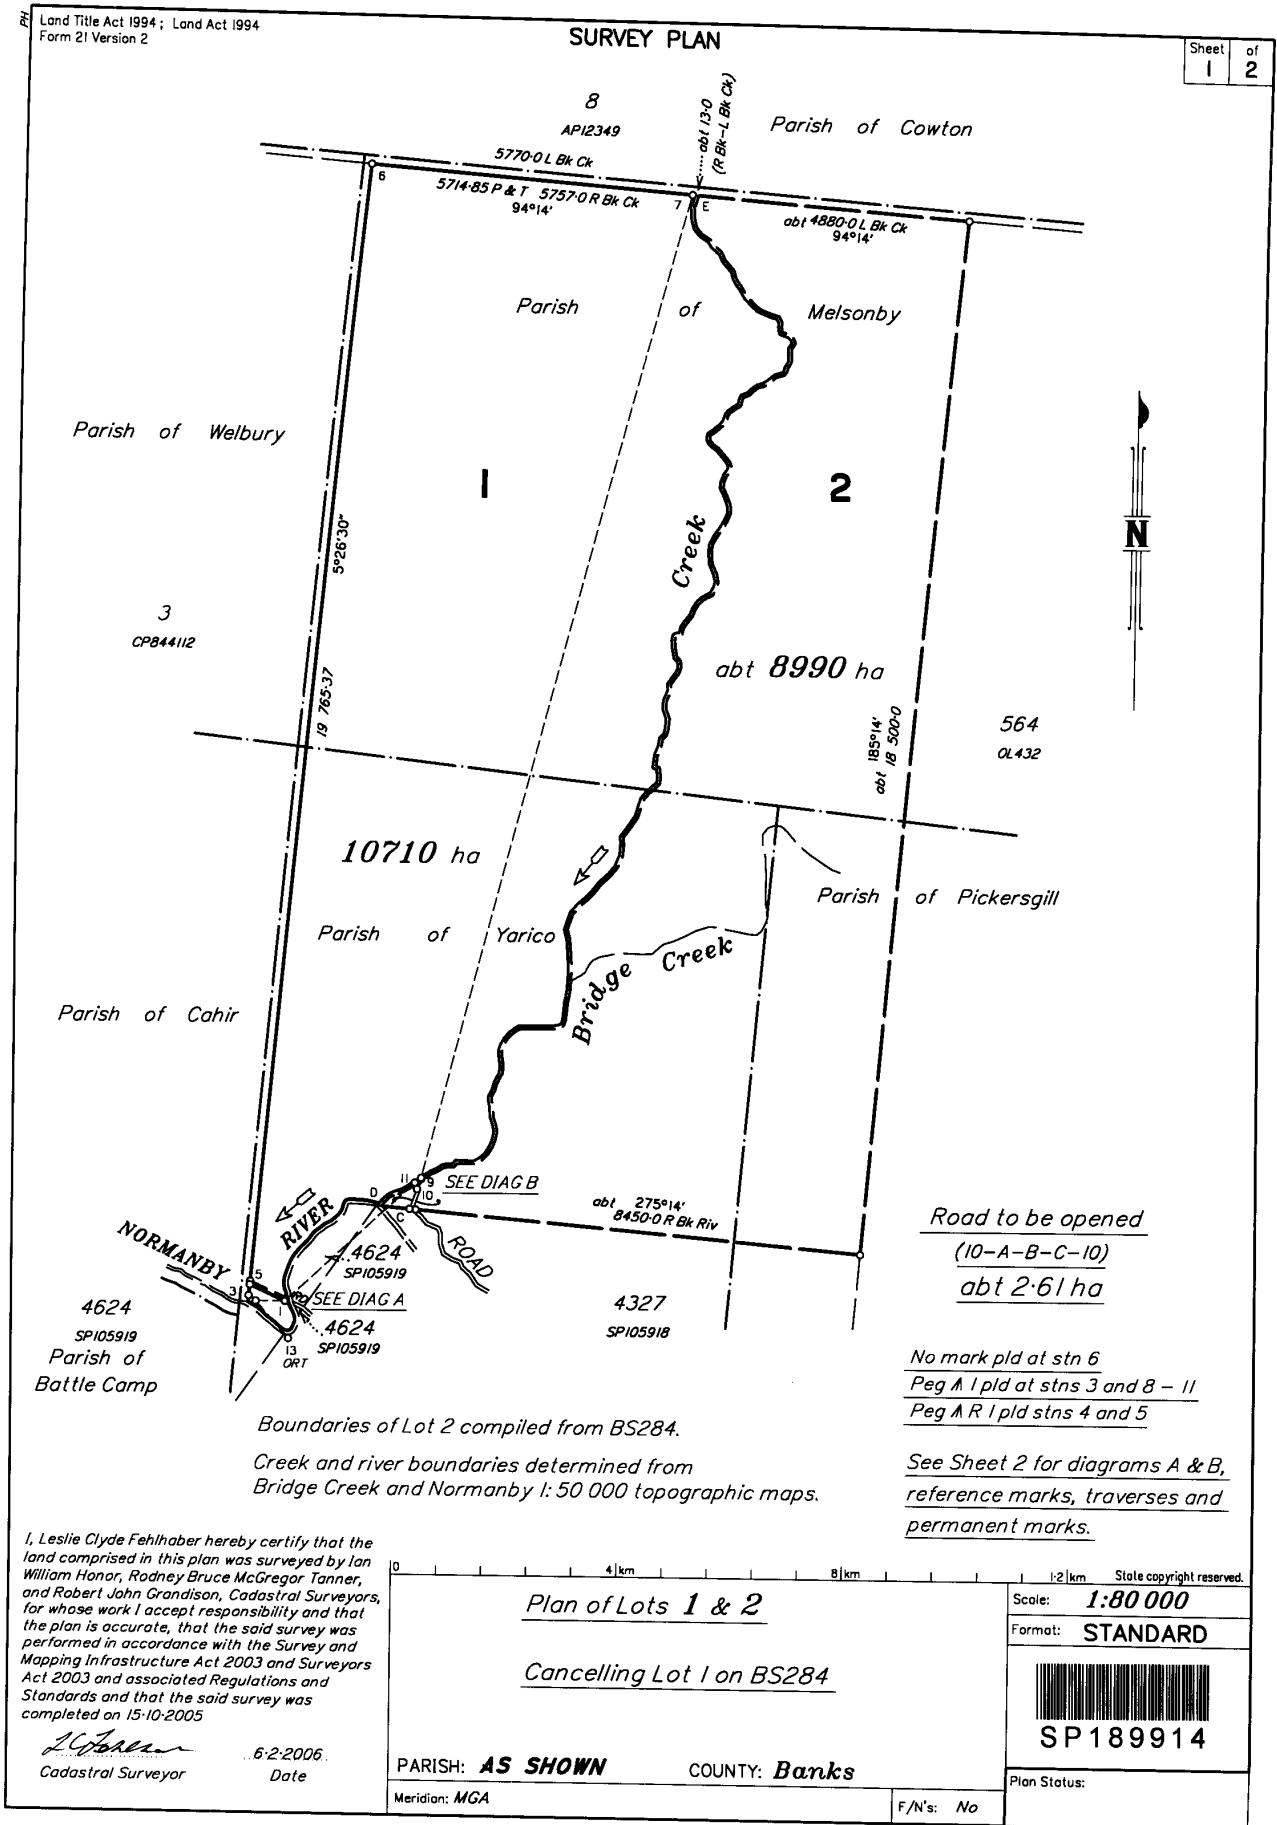 PH
Land Title Act 1994 ; Land Act 1994
Form 21 Version 2
SURVEY PLAN
Sheet 1 of 2
8
AP12349
abt 13·0
(R Bk-L Bk Ck)
Parish of Cowton
5770·0 L Bk Ck
6
5714·85 P & T 5757·0 R Bk Ck
94°14'
7 E
abt 4880·0 L Bk Ck
94°14'
Parish of Melsonby
Parish of Welbury
1
2
N
5°26'30"
19 765·37
Creek
3
CP844112
abt 8990 ha
185°14'
abt 18 500·0
564
OL432
10710 ha
Parish of Pickersgill
Parish of Yarico
Bridge Creek
Parish of Cahir
11 9
10
SEE DIAG B
D
C
abt 275°14'
8450·0 R Bk Riv
Road to be opened
(10-A-B-C-10)
abt 2·61 ha
NORMANBY RIVER
ROAD
4624
SP105919
5
3
1
SEE DIAG A
4624
SP105919
4624
SP105919
13
ORT
4327
SP105918
Parish of
Battle Camp
No mark pld at stn 6
Peg ⩚ 1 pld at stns 3 and 8 - 11
Peg ⩚ R 1 pld stns 4 and 5
Boundaries of Lot 2 compiled from BS284.
Creek and river boundaries determined from
Bridge Creek and Normanby 1: 50 000 topographic maps.
See Sheet 2 for diagrams A & B,
reference marks, traverses and
permanent marks.
I, Leslie Clyde Fehlhaber hereby certify that the
land comprised in this plan was surveyed by Ian
William Honor, Rodney Bruce McGregor Tanner,
and Robert John Grandison, Cadastral Surveyors,
for whose work I accept responsibility and that
the plan is accurate, that the said survey was
performed in accordance with the Survey and
Mapping Infrastructure Act 2003 and Surveyors
Act 2003 and associated Regulations and
Standards and that the said survey was
completed on 15·10·2005
6·2·2006
Cadastral Surveyor Date
0 4 km 8 km 1·2 km State copyright reserved.
Plan of Lots 1 & 2
Cancelling Lot 1 on BS284
PARISH: AS SHOWN COUNTY: Banks
Meridian: MGA
F/N's: No
Scale: 1:80 000
Format: STANDARD
SP189914
Plan Status: